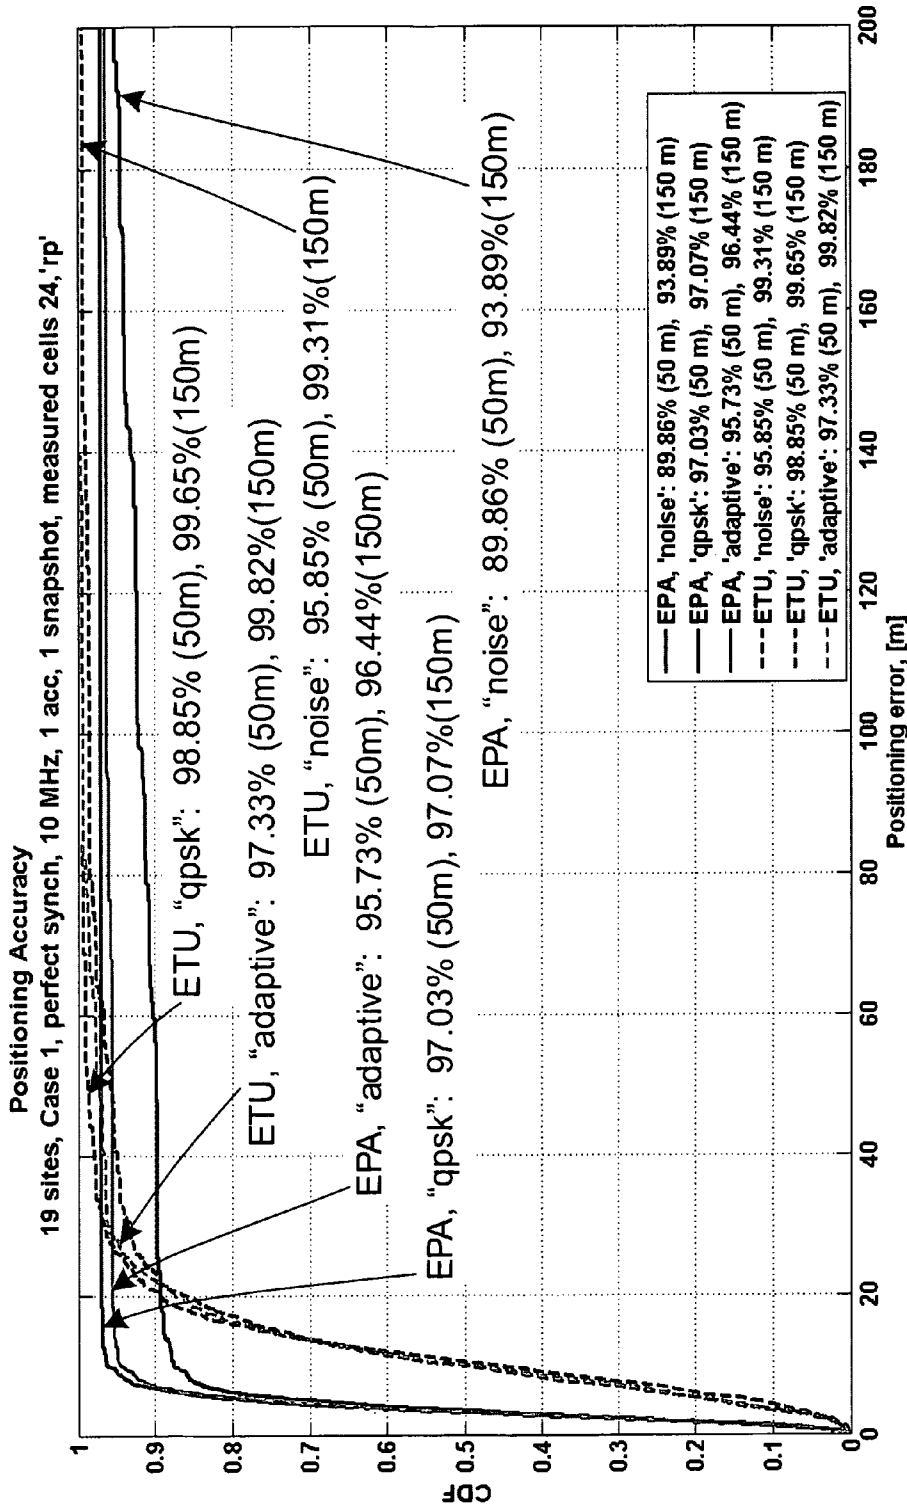 Positioning Accuracy
19 sites, Case 1, perfect synch, 10 MHz, 1 acc, 1 snapshot, measured cells 24,'rp'
1
0.9
0.8
0.7
0.6
0.5
0.4
0.3
0.2
0.1
0
CDF
ETU, “qpsk”: 98.85% (50m), 99.65%(150m)
ETU, “adaptive”: 97.33% (50m), 99.82%(150m)
ETU, “noise”: 95.85% (50m), 99.31%(150m)
EPA, “adaptive”: 95.73% (50m), 96.44%(150m)
EPA, “qpsk”: 97.03% (50m), 97.07%(150m)
EPA, “noise”: 89.86% (50m), 93.89%(150m)
EPA, 'noise': 89.86% (50 m), 93.89% (150 m)
EPA, 'qpsk': 97.03% (50 m), 97.07% (150 m)
EPA, 'adaptive': 95.73% (50 m), 96.44% (150 m)
ETU, 'noise': 95.85% (50 m), 99.31% (150 m)
ETU, 'qpsk': 98.85% (50 m), 99.65% (150 m)
ETU, 'adaptive': 97.33% (50 m), 99.82% (150 m)
0 20 40 60 80 100 120 140 160 180 200
Positioning error, [m]